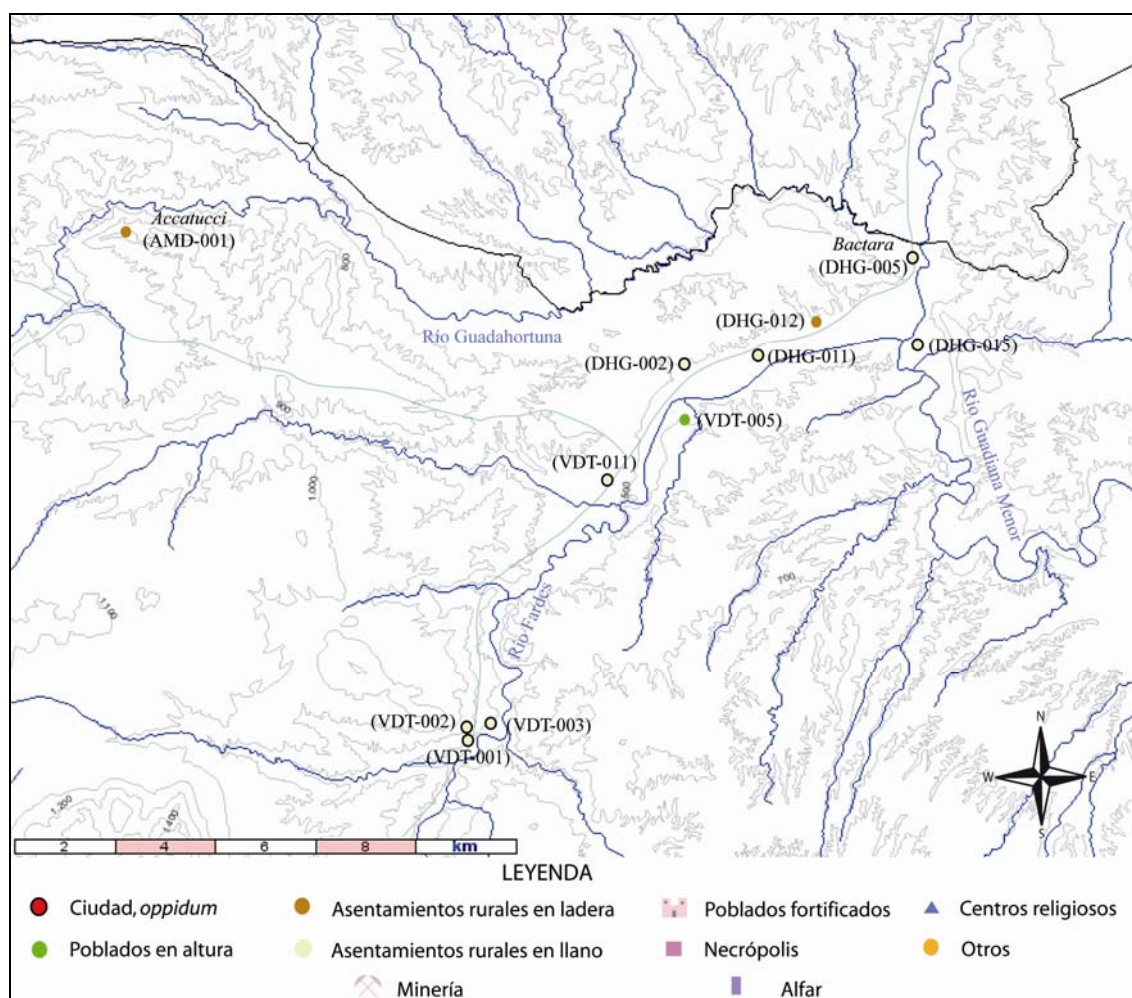 Accatucci
(AMD-001)
800
Bactara
(DHG-005)
(DHG-012)
Río Guadahortuna
(DHG-011)
(DHG-015)
(DHG-002)
900
(VDT-005)
Río Guadiana Menor
(VDT-011)
1.000
1500
700
1.100
Río Fardes
(VDT-002)
(VDT-003)
(VDT-001)
N
W
E
S
1.200
1.400
2
4
6
8
km
LEYENDA
Ciudad, oppidum
Asentamientos rurales en ladera
Poblados fortificados
Centros religiosos
Poblados en altura
Asentamientos rurales en llano
Necrópolis
Otros
Minería
Alfar